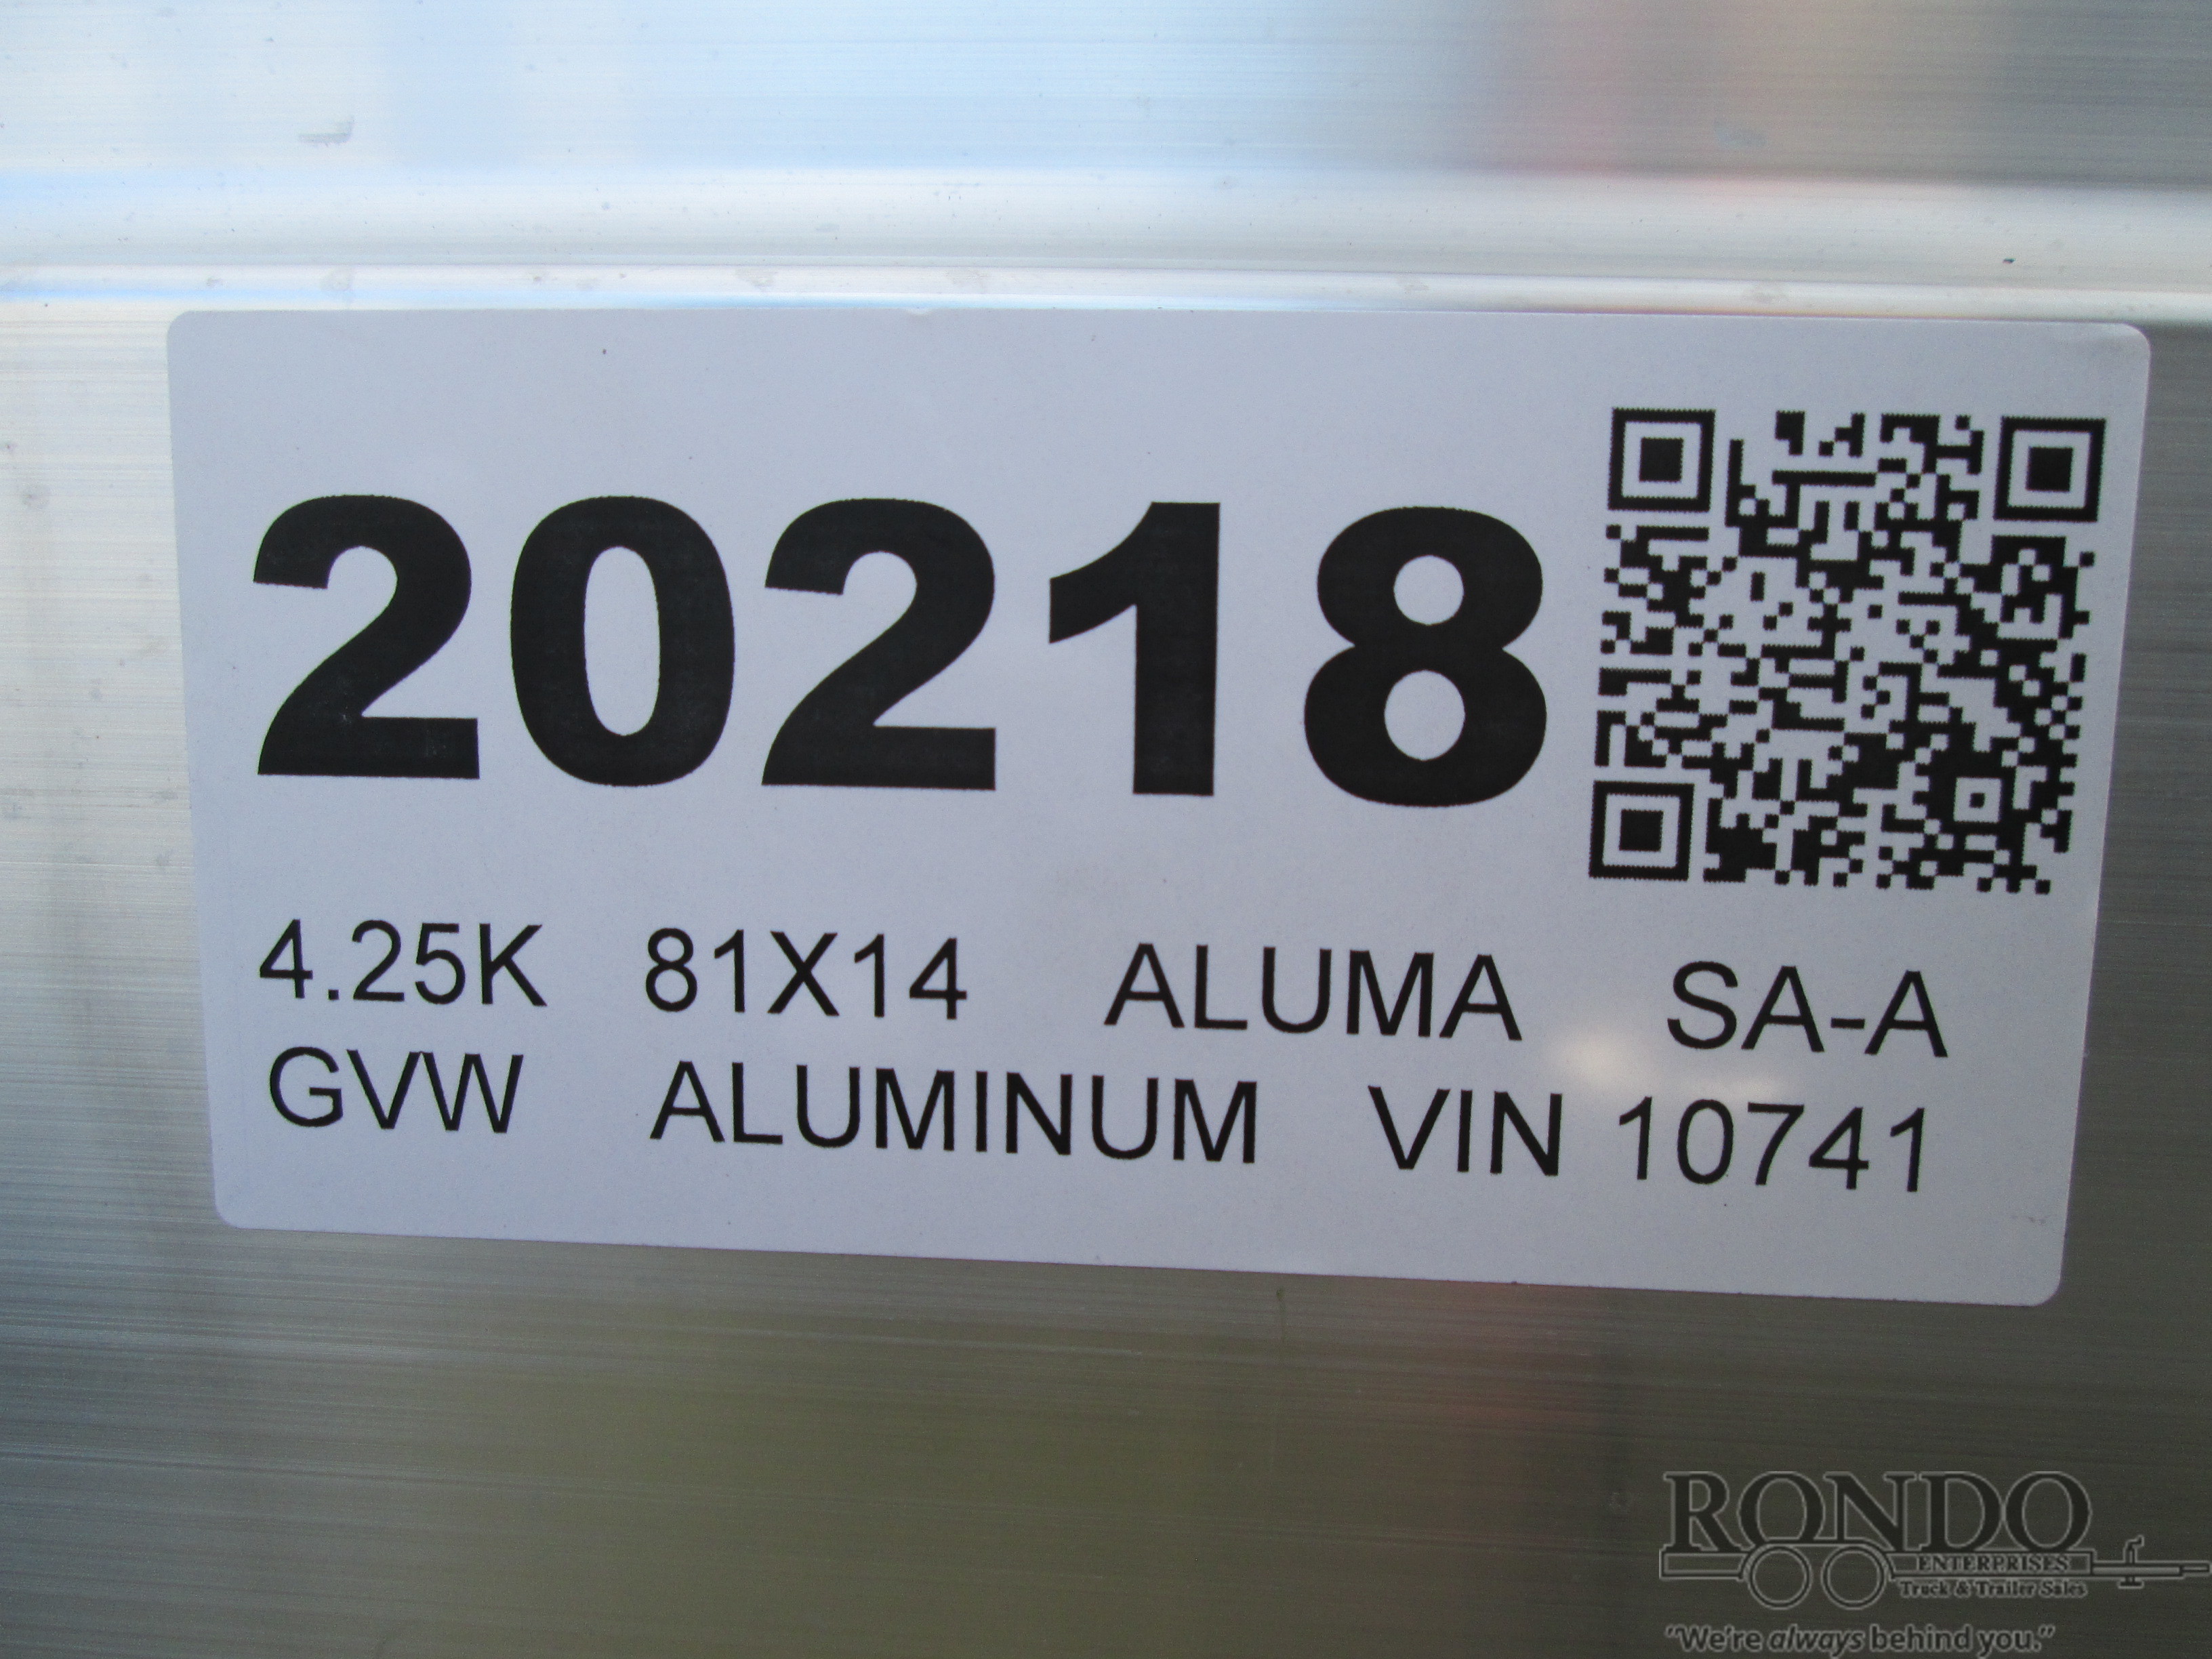 20218
4.25K 81X14 ALUMA SA-A
GVW ALUMINUM VIN 10741
RONDO
ENTERPRISES
Truck & Trailer Sales
"We're always behind you."